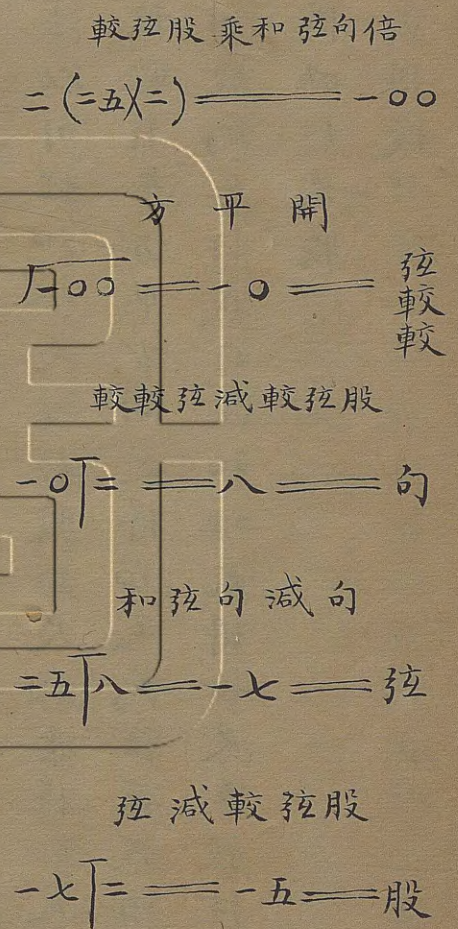 倍句弦和乘股弦較
二(二五)(二)＝一〇〇
開平方
√一〇〇＝一〇＝弦較較
股弦較減弦較較
一〇丅二＝八＝句
句減句弦和
二五丅八＝一七＝弦
股弦較減弦
一七丅二＝一五＝股